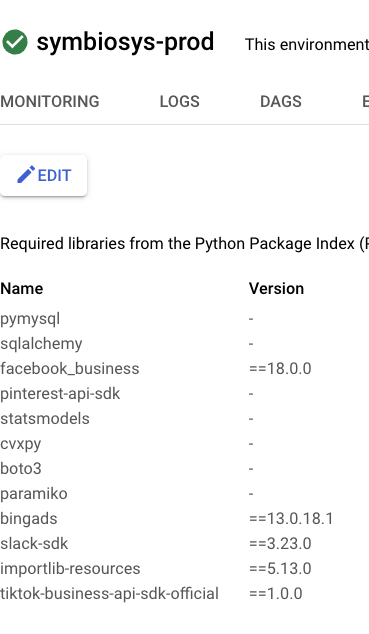 symbiosys-prod This environment
MONITORING LOGS DAGS
EDIT
Required libraries from the Python Package Index (
Name Version
pymysql -
sqlalchemy -
facebook_business ==18.0.0
pinterest-api-sdk -
statsmodels -
cvxpy -
boto3 -
paramiko -
bingads ==13.0.18.1
slack-sdk ==3.23.0
importlib-resources ==5.13.0
tiktok-business-api-sdk-official ==1.0.0